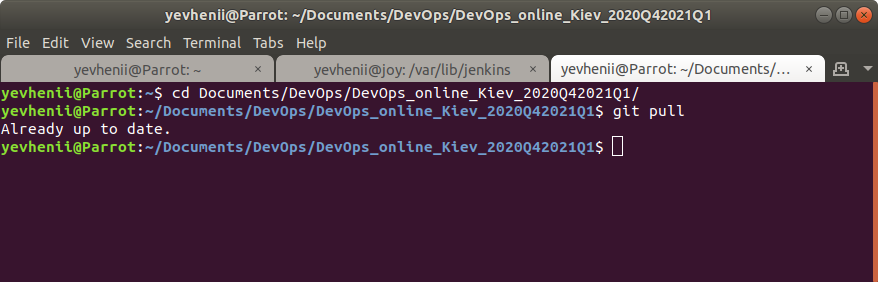 yevhenii@Parrot: ~/Documents/DevOps/DevOps_online_Kiev_2020Q42021Q1
File Edit View Search Terminal Tabs Help
yevhenii@Parrot: ~ × yevhenii@joy: /var/lib/jenkins × yevhenii@Parrot: ~/Documents/... ×
yevhenii@Parrot:~$ cd Documents/DevOps/DevOps_online_Kiev_2020Q42021Q1/
yevhenii@Parrot:~/Documents/DevOps/DevOps_online_Kiev_2020Q42021Q1$ git pull
Already up to date.
yevhenii@Parrot:~/Documents/DevOps/DevOps_online_Kiev_2020Q42021Q1$